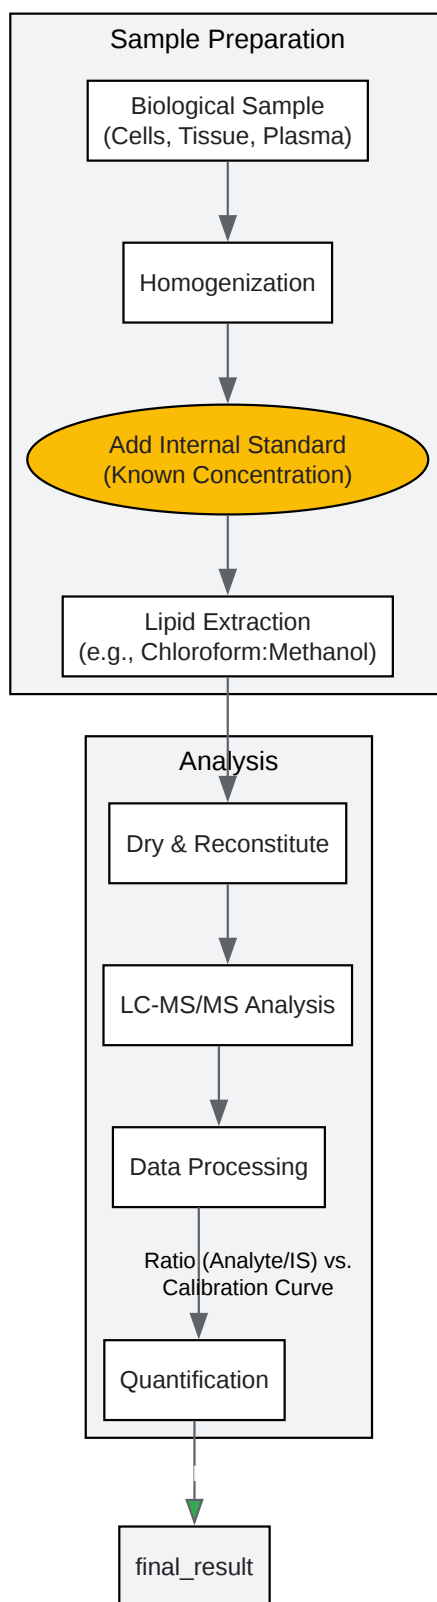 Sample Preparation
Biological Sample
(Cells, Tissue, Plasma)
Homogenization
Add Internal Standard
(Known Concentration)
Lipid Extraction
(e.g., Chloroform:Methanol)
Analysis
Dry & Reconstitute
LC-MS/MS Analysis
Data Processing
Ratio (Analyte/IS) vs.
Calibration Curve
Quantification
final_result